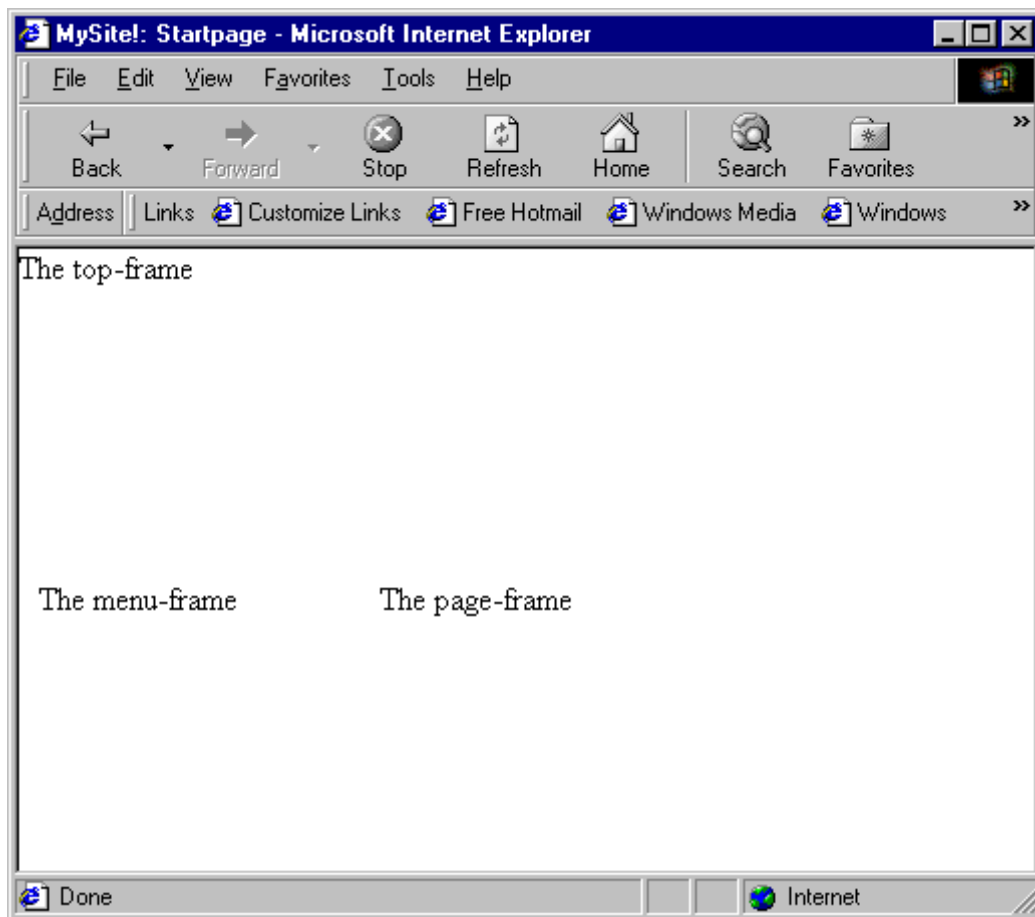 MySite!: Startpage - Microsoft Internet Explorer
File Edit View Favorites Tools Help
Back Forward Stop Refresh Home Search Favorites »
Address Links Customize Links Free Hotmail Windows Media Windows »
The top-frame
The menu-frame The page-frame
Done Internet